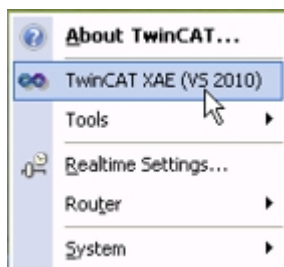 About TwinCAT...
TwinCAT XAE (VS 2010)
Tools
Realtime Settings...
Router
System